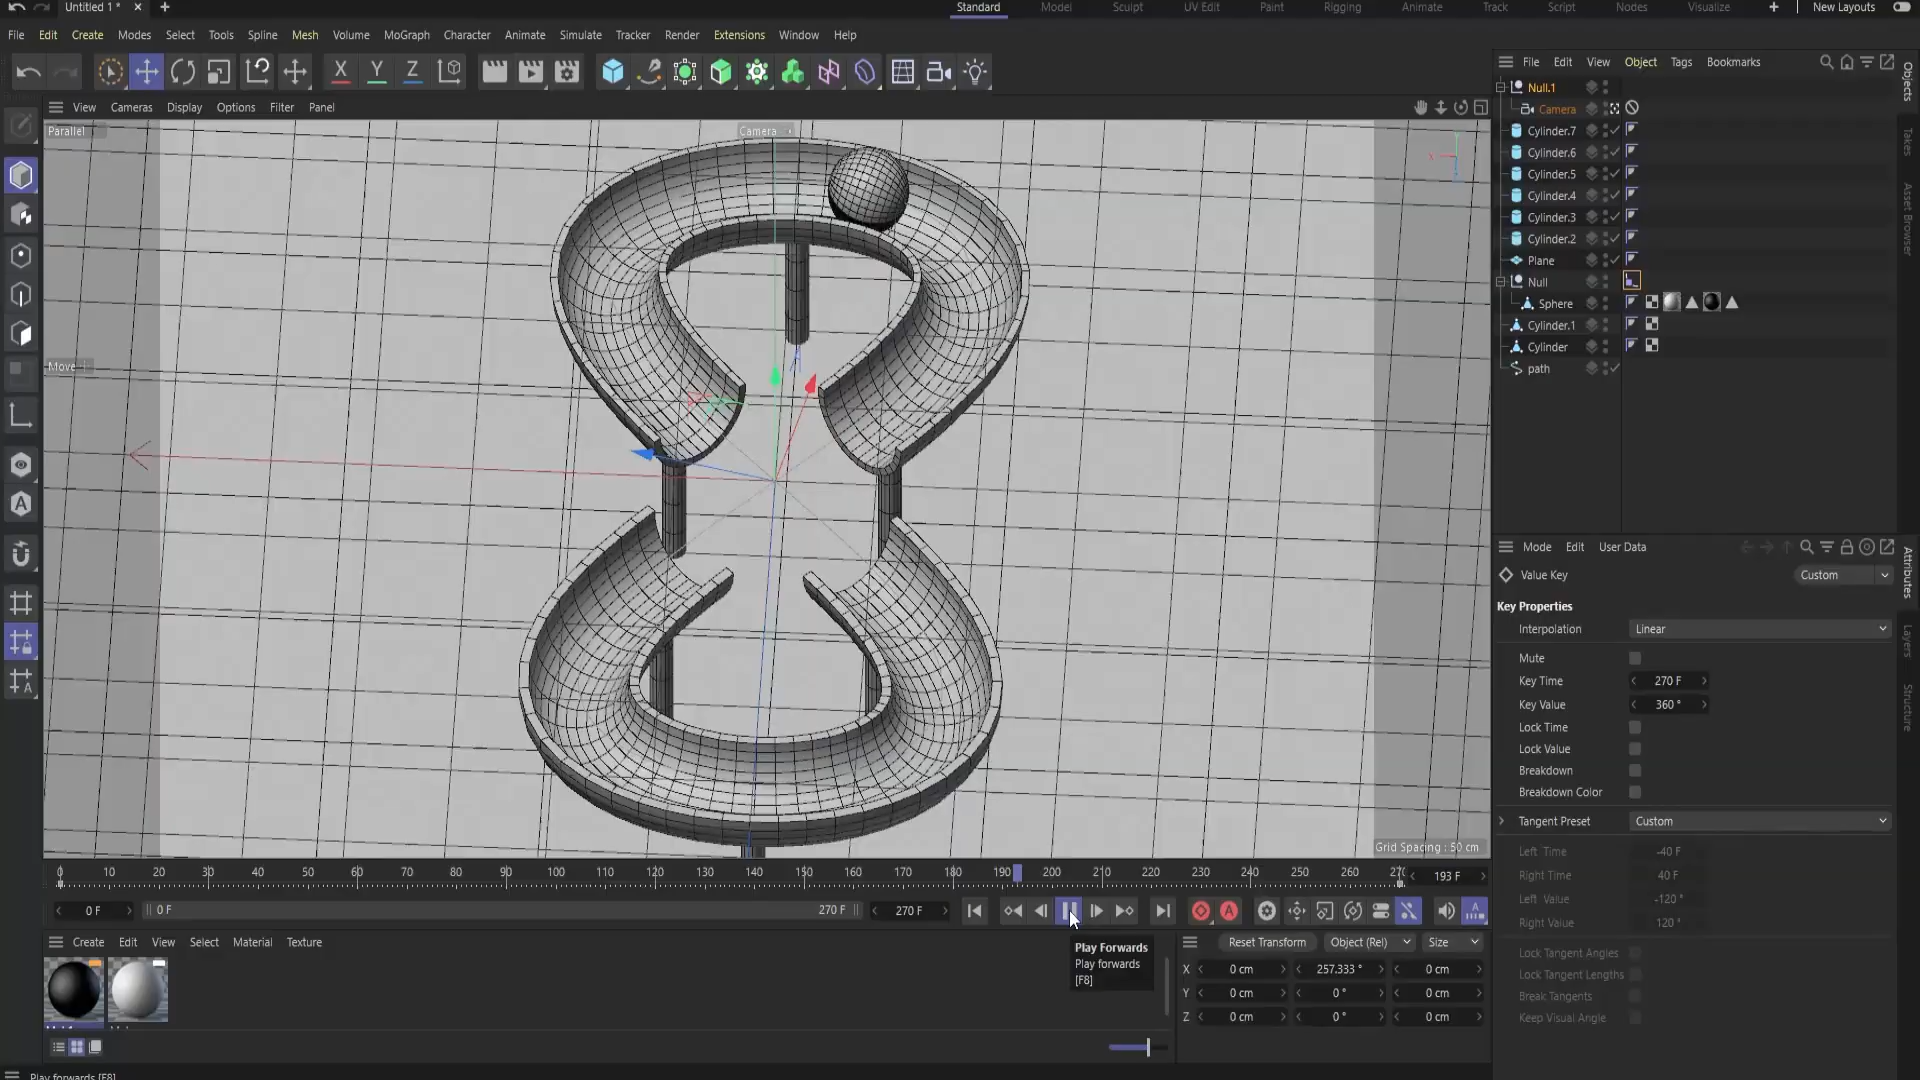 Untitled 1 *
Standard
Model
Sculpt
UV Edit
Paint
Rigging
Animate
Track
Script
Nodes
Visualize
New Layouts
File Edit Create Modes Select Tools Spline Mesh Volume MoGraph Character Animate Simulate Tracker Render Extensions Window Help
X Y Z
View Cameras Display Options Filter Panel
Parallel
Camera
Move
Grid Spacing : 50 cm
File Edit View Object Tags Bookmarks
Null.1
Camera
Cylinder.7
Cylinder.6
Cylinder.5
Cylinder.4
Cylinder.3
Cylinder.2
Plane
Null
Sphere
Cylinder.1
Cylinder
path
Objects
Takes
Asset Browser
Mode Edit User Data
Value Key
Custom
Key Properties
Interpolation Linear
Mute
Key Time 270 F
Key Value 360 °
Lock Time
Lock Value
Breakdown
Breakdown Color
Tangent Preset Custom
Left Time -40 F
Right Time 40 F
Left Value -120 °
Right Value 120 °
Lock Tangent Angles
Lock Tangent Lengths
Break Tangents
Keep Visual Angle
Attributes
Layers
Structure
0 10 20 30 40 50 60 70 80 90 100 110 120 130 140 150 160 170 180 190 200 210 220 230 240 250 260 193 F
0 F 0 F 270 F 270 F
Create Edit View Select Material Texture
Play Forwards
Play forwards
[F8]
Reset Transform Object (Rel) Size
X 0 cm 257.333 ° 0 cm
Y 0 cm 0 ° 0 cm
Z 0 cm 0 ° 0 cm
Play forwards [F8]